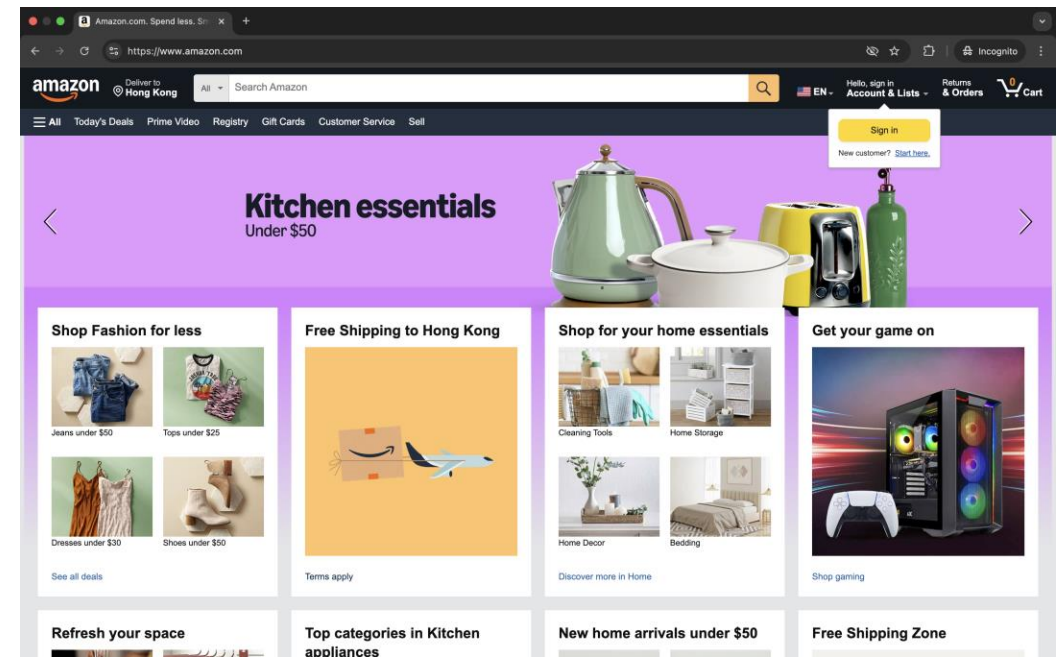 Amazon.com. Spend less. Sm
https://www.amazon.com
Incognito
amazon
Deliver to
Hong Kong
All
Search Amazon
EN
Hello, sign in
Account & Lists
Returns
& Orders
0
Cart
All Today's Deals Prime Video Registry Gift Cards Customer Service Sell
Sign in
New customer? Start here.
Kitchen essentials
Under $50
Shop Fashion for less
Jeans under $50
Tops under $25
Dresses under $30
Shoes under $50
See all deals
Free Shipping to Hong Kong
Terms apply
Shop for your home essentials
Cleaning Tools
Home Storage
Home Decor
Bedding
Discover more in Home
Get your game on
Shop gaming
Refresh your space
Top categories in Kitchen
appliances
New home arrivals under $50
Free Shipping Zone